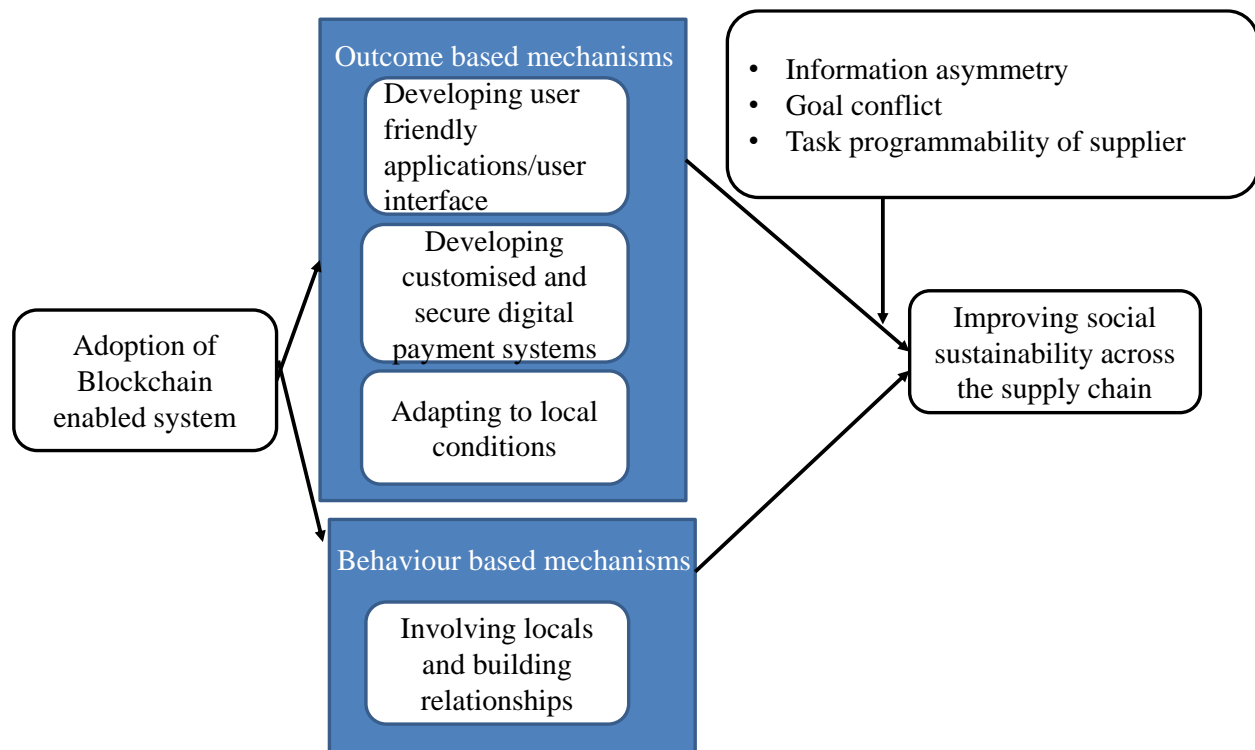 Outcome based mechanisms
Developing user
friendly
applications/user
interface
Developing
customised and
secure digital
payment systems
Adapting to local
conditions
• Information asymmetry
• Goal conflict
• Task programmability of supplier
Adoption of
Blockchain
enabled system
Improving social
sustainability across
the supply chain
Behaviour based mechanisms
Involving locals
and building
relationships